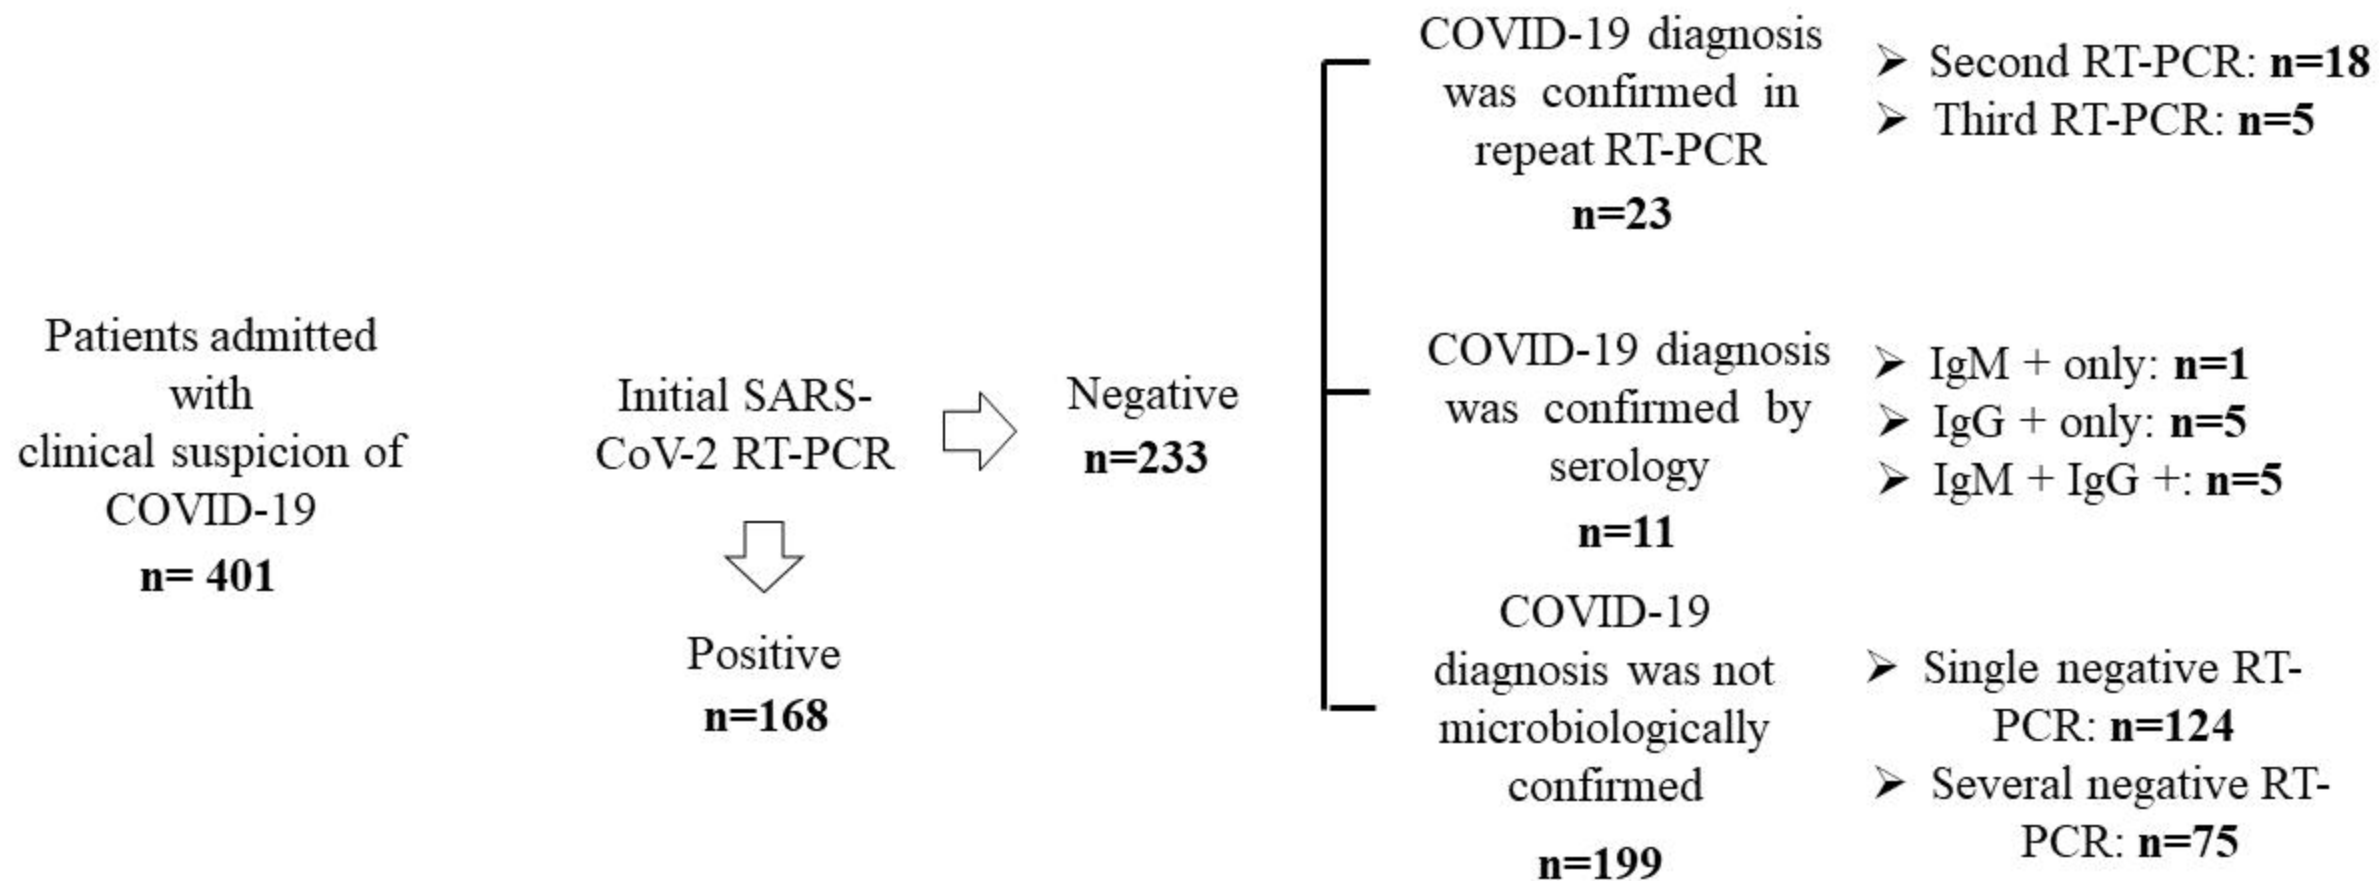 Patients admitted
with
clinical suspicion of
COVID-19
n= 401
Initial SARS-
CoV-2 RT-PCR
Positive
n=168
Negative
n=233
COVID-19 diagnosis
was confirmed in
repeat RT-PCR
n=23
➢ Second RT-PCR: n=18
➢ Third RT-PCR: n=5
COVID-19 diagnosis
was confirmed by
serology
n=11
➢ IgM + only: n=1
➢ IgG + only: n=5
➢ IgM + IgG +: n=5
COVID-19
diagnosis was not
microbiologically
confirmed
n=199
➢ Single negative RT-
PCR: n=124
➢ Several negative RT-
PCR: n=75